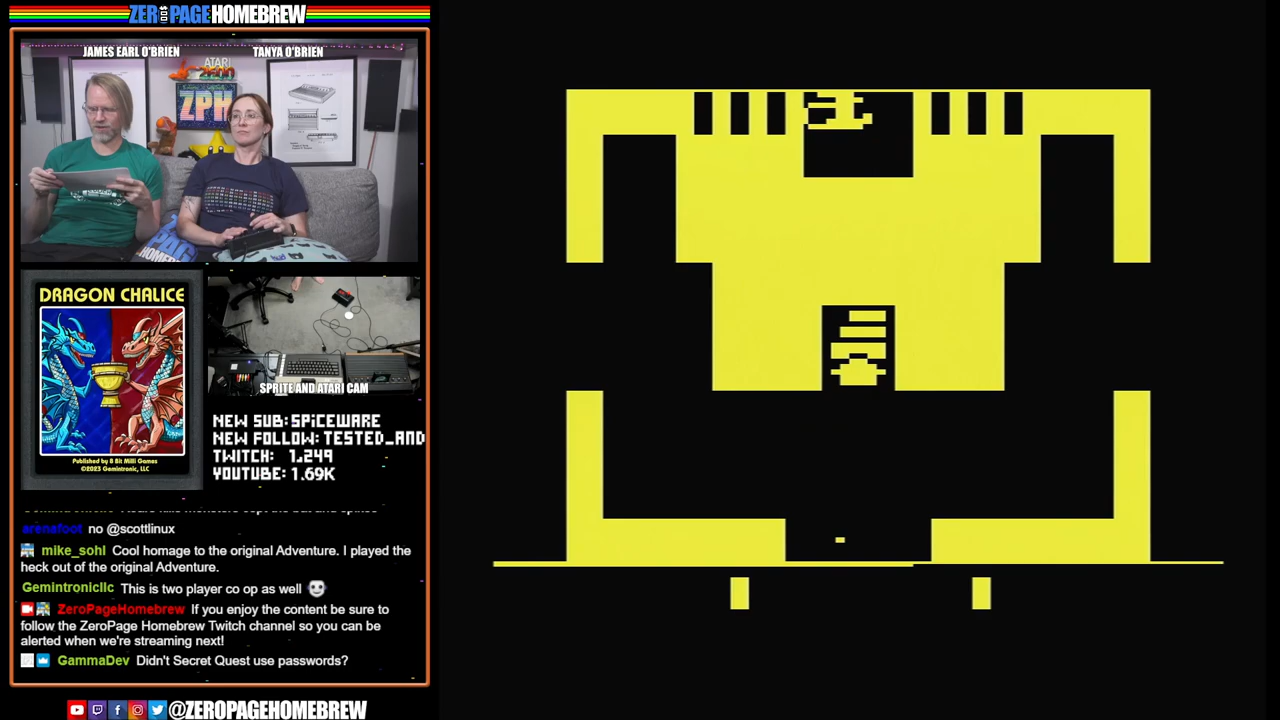 ZEROPAGE HOMEBREW
JAMES EARL O'BRIEN
TANYA O'BRIEN
ATARI
2600
ZPH
DRAGON CHALICE
Published by 8 Bit Milli Games
©2023 Gemintronic, LLC
SPRITE AND ATARI CAM
NEW SUB: SPICEWARE
NEW FOLLOW: TESTED_AND
TWITCH: 1,249
YOUTUBE: 1.69K
arenafoot no @scottlinux
mike_sohl Cool homage to the original Adventure. I played the
heck out of the original Adventure.
Gemintronicllc This is two player co op as well
ZeroPageHomebrew If you enjoy the content be sure to
follow the ZeroPage Homebrew Twitch channel so you can be
alerted when we're streaming next!
GammaDev Didn't Secret Quest use passwords?
@ZEROPAGEHOMEBREW